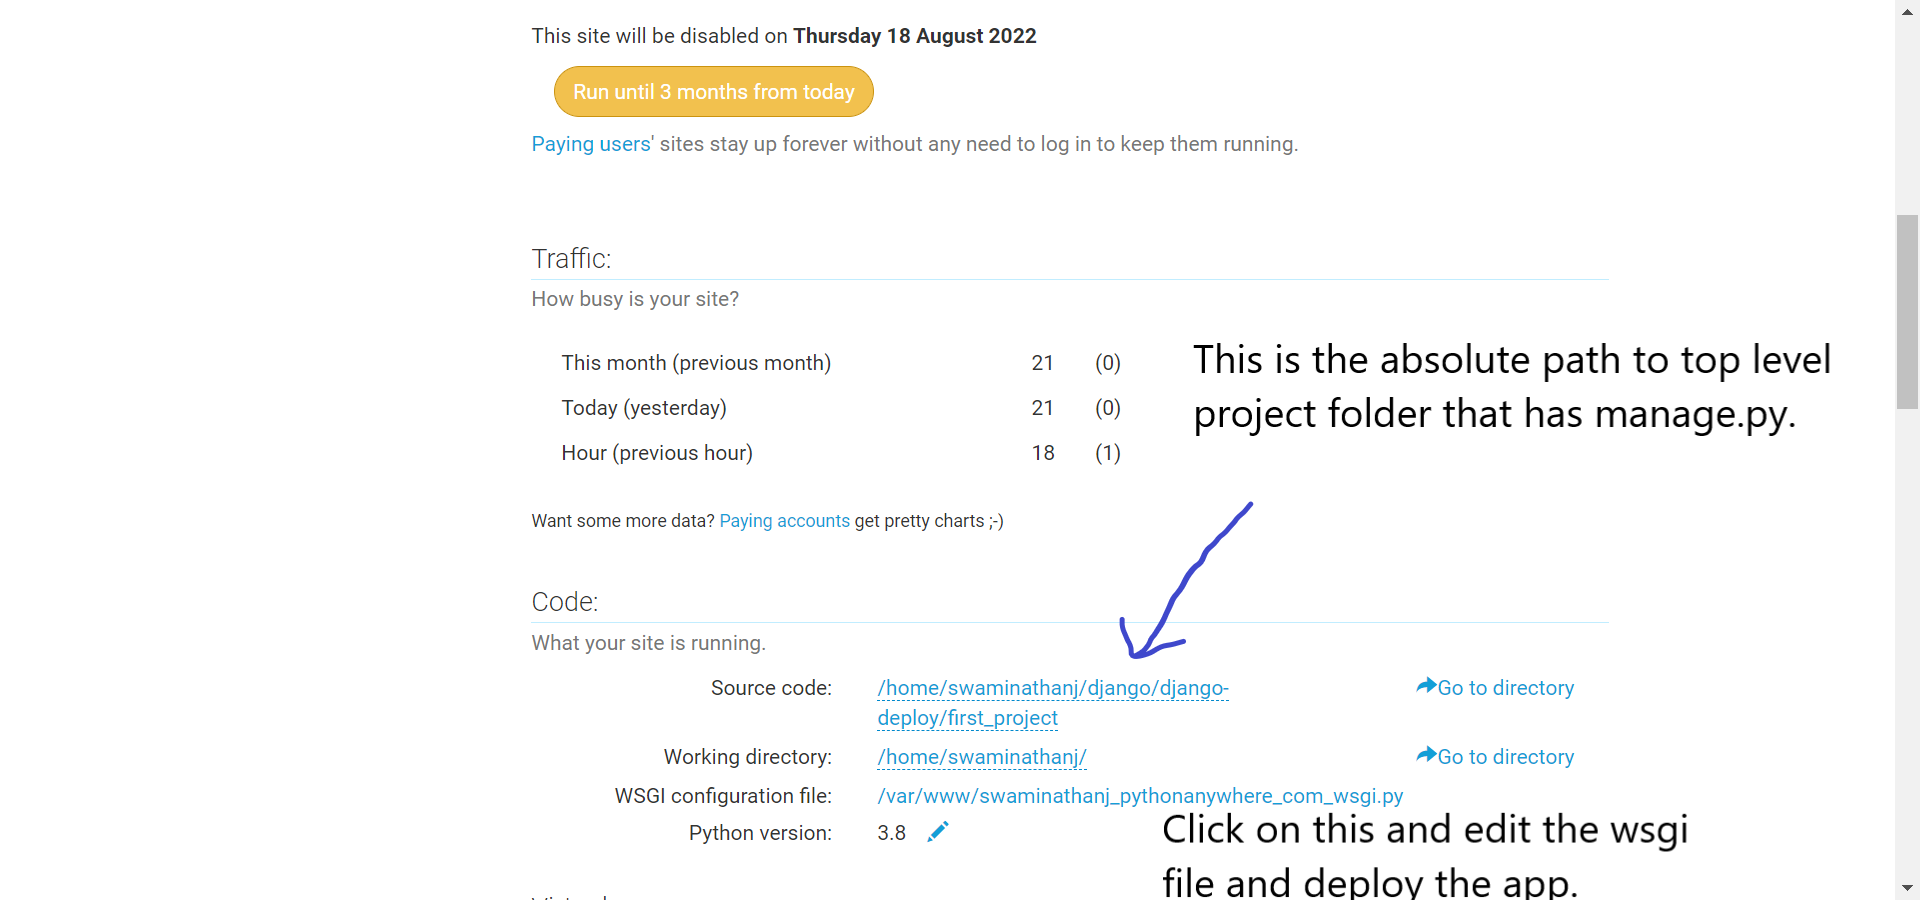 This site will be disabled on Thursday 18 August 2022
Run until 3 months from today
Paying users' sites stay up forever without any need to log in to keep them running.
Traffic:
How busy is your site?
This month (previous month) 21 (0)
Today (yesterday) 21 (0)
Hour (previous hour) 18 (1)
This is the absolute path to top level
project folder that has manage.py.
Want some more data? Paying accounts get pretty charts ;-)
Code:
What your site is running.
Source code: /home/swaminathanj/django/django-
deploy/first_project
Go to directory
Working directory: /home/swaminathanj/ Go to directory
WSGI configuration file: /var/www/swaminathanj_pythonanywhere_com_wsgi.py
Python version: 3.8
Click on this and edit the wsgi
file and deploy the app.